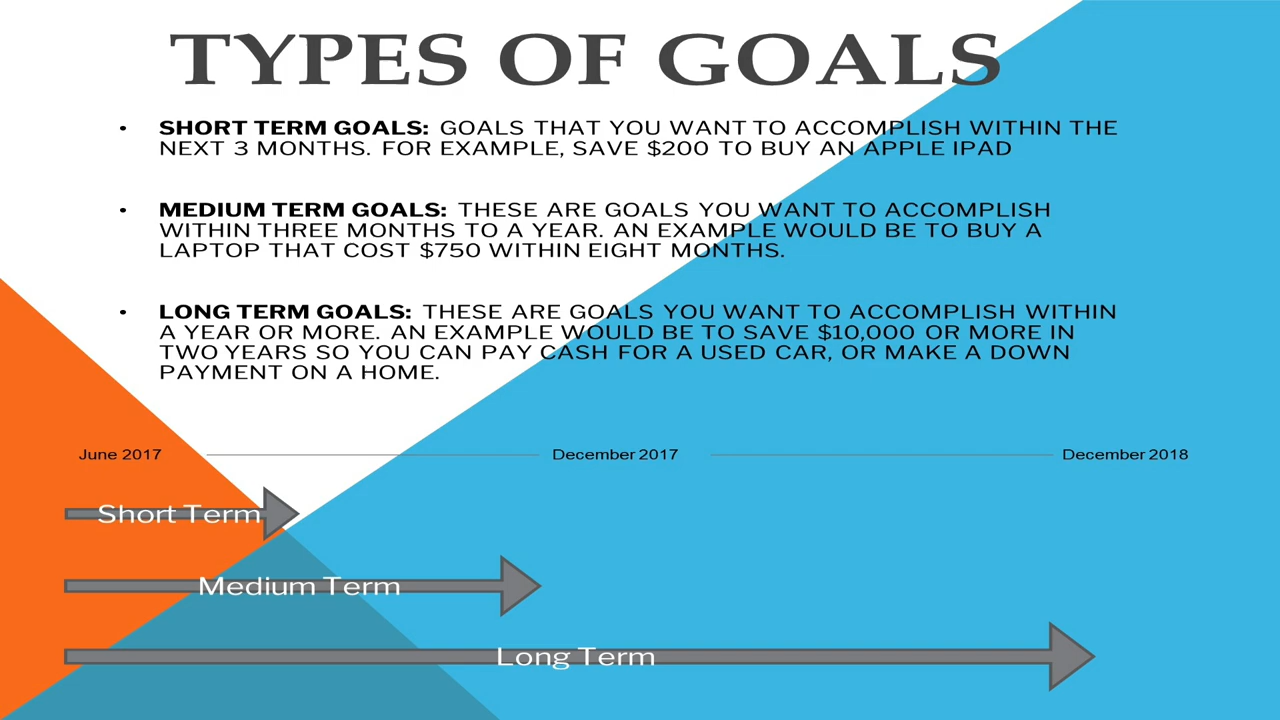 TYPES OF GOALS
• SHORT TERM GOALS: GOALS THAT YOU WANT TO ACCOMPLISH WITHIN THE
NEXT 3 MONTHS. FOR EXAMPLE, SAVE $200 TO BUY AN APPLE IPAD
• MEDIUM TERM GOALS: THESE ARE GOALS YOU WANT TO ACCOMPLISH
WITHIN THREE MONTHS TO A YEAR. AN EXAMPLE WOULD BE TO BUY A
LAPTOP THAT COST $750 WITHIN EIGHT MONTHS.
• LONG TERM GOALS: THESE ARE GOALS YOU WANT TO ACCOMPLISH WITHIN
A YEAR OR MORE. AN EXAMPLE WOULD BE TO SAVE $10,000 OR MORE IN
TWO YEARS SO YOU CAN PAY CASH FOR A USED CAR, OR MAKE A DOWN
PAYMENT ON A HOME.
June 2017 December 2017 December 2018
Short Term
Medium Term
Long Term